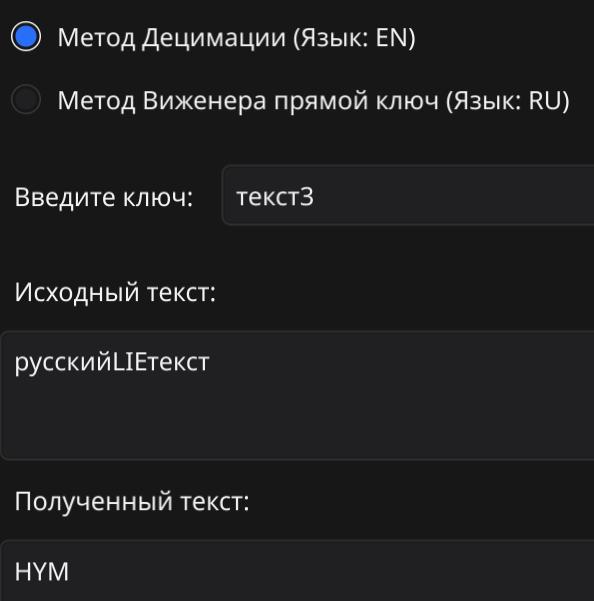 Метод Децимации (Язык: EN)
Метод Виженера прямой ключ (Язык: RU)
Введите ключ: текст3
Исходный текст:
русскийLIEтекст
Полученный текст:
HYM